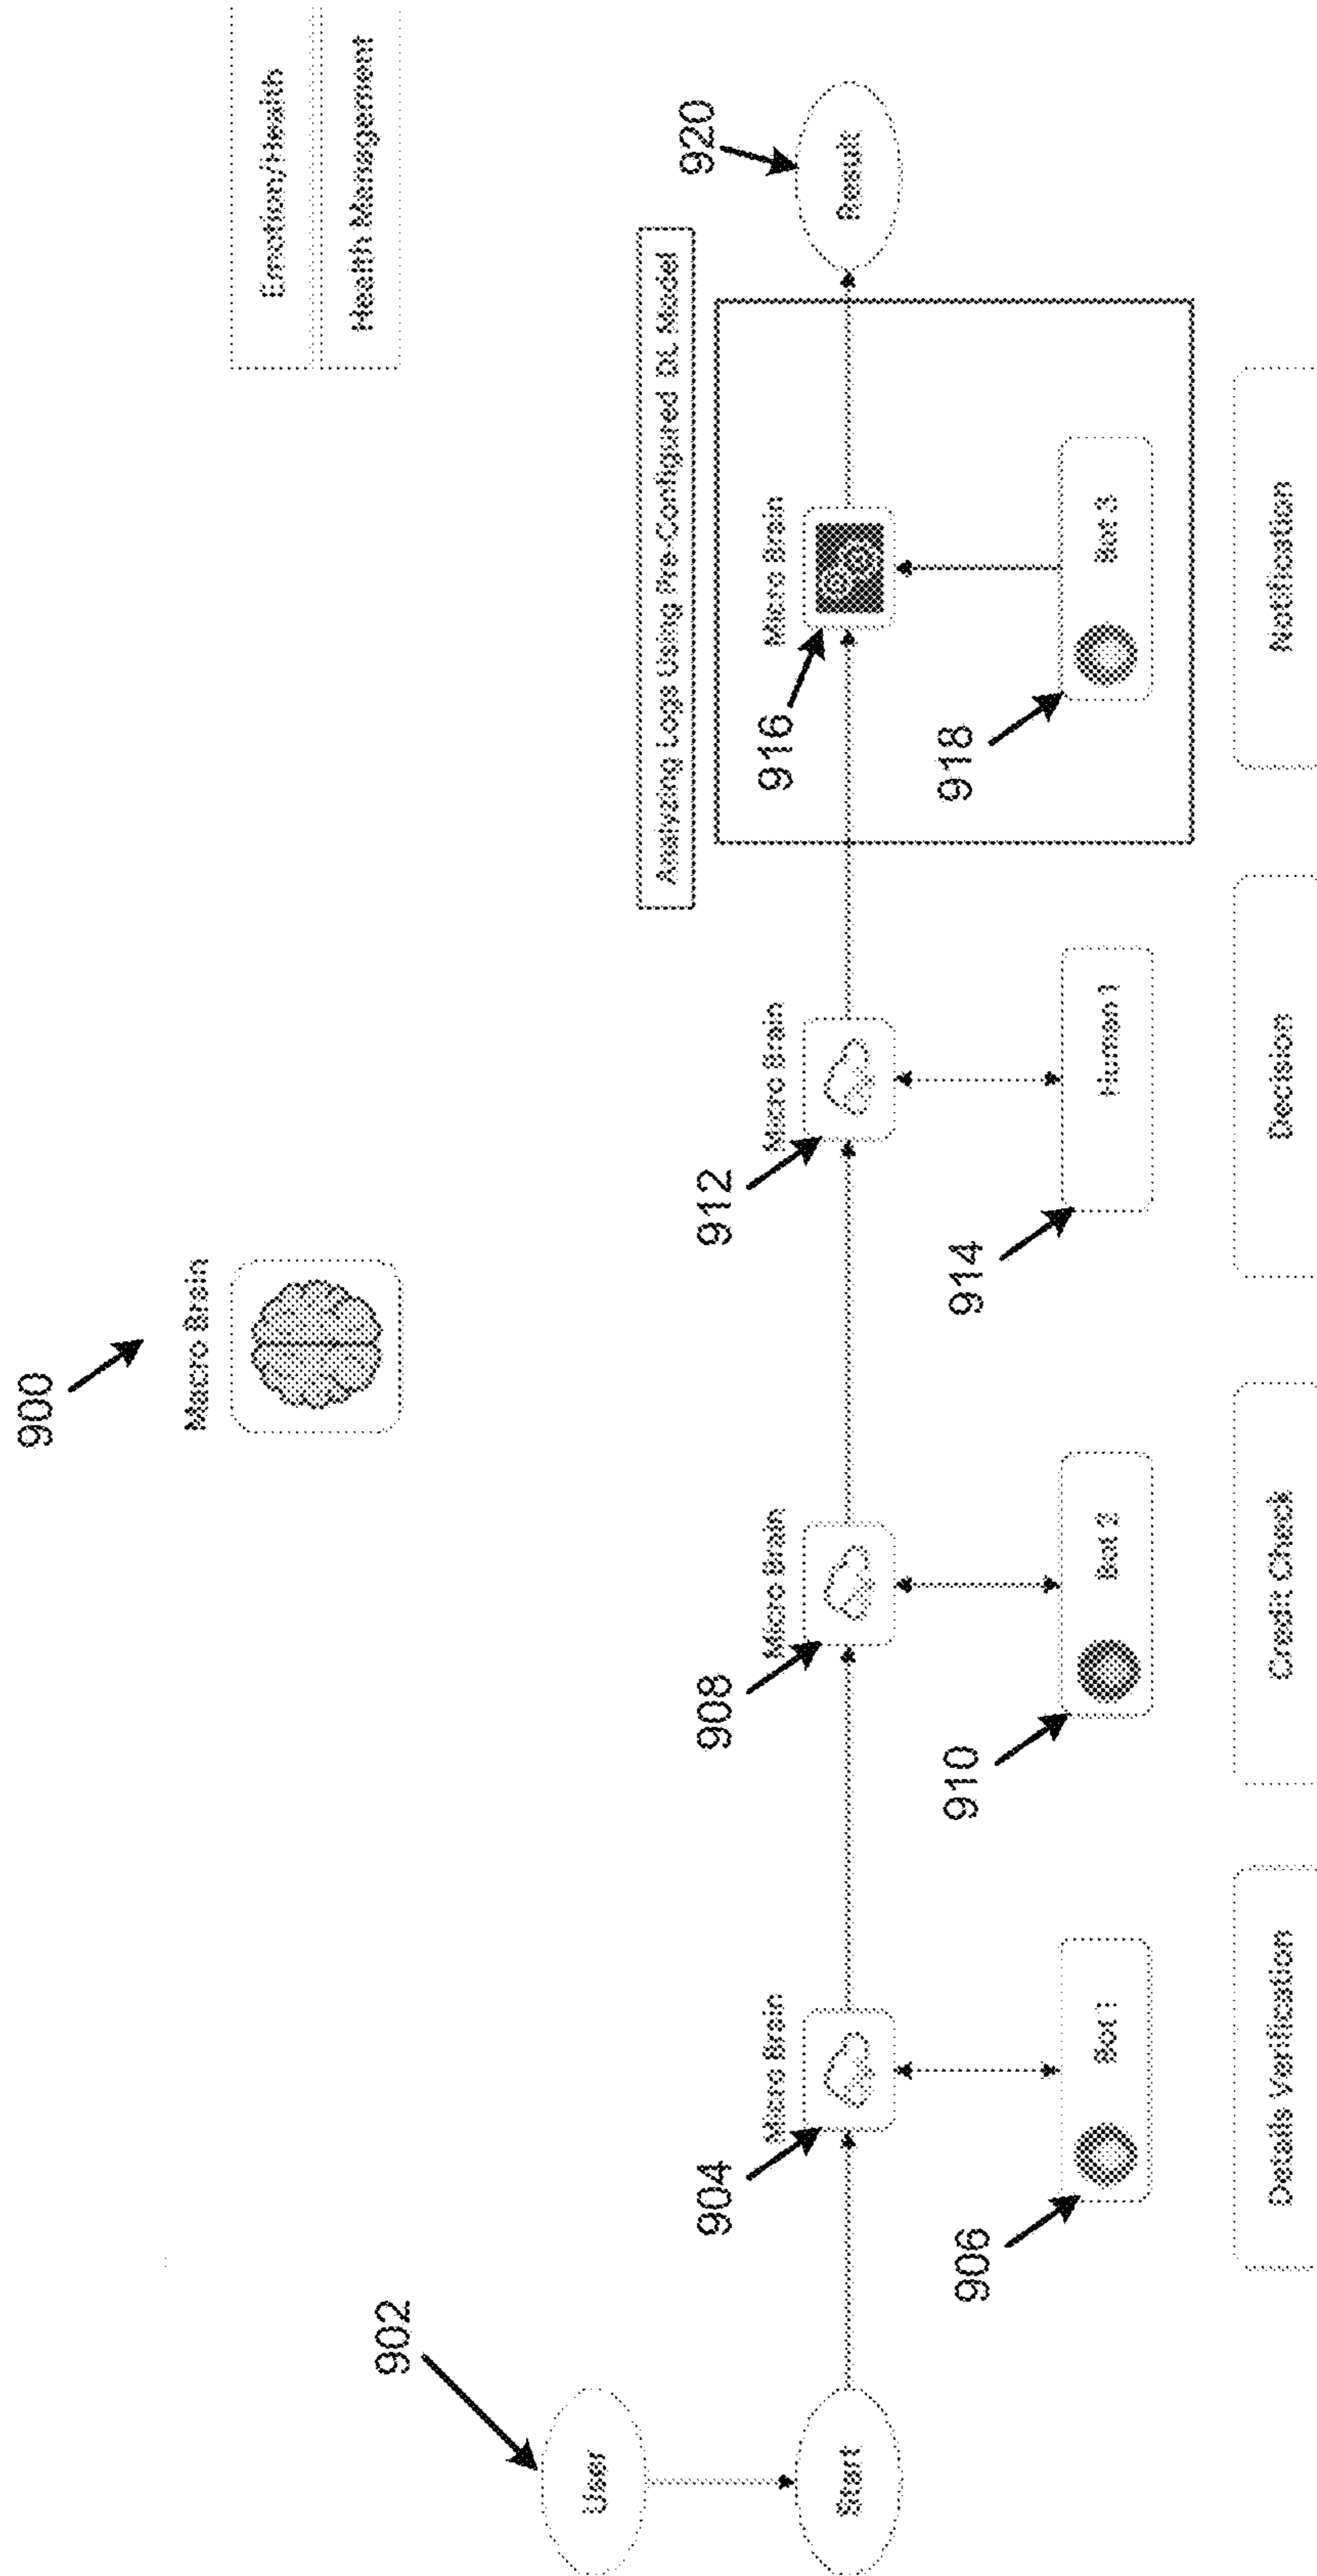 900
Macro Brain
Emotion/Health
Health Management
902
User
Start
904
Micro Brain
906
Bot 1
Details Verification
908
Micro Brain
910
Bot 2
Credit Check
912
Micro Brain
914
Human 1
Decision
Analyzing Logs Using Pre-Configured DL Model
916
Micro Brain
918
Bot 3
Notification
920
Result